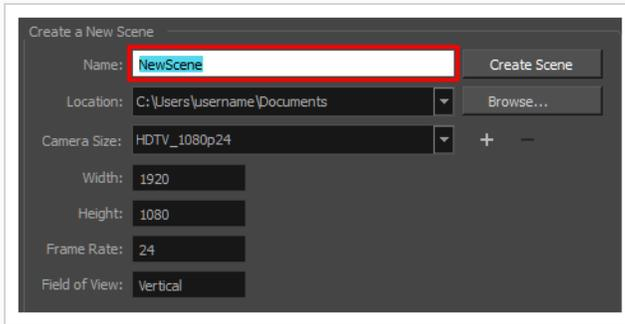 Create a New Scene
Name: NewScene Create Scene
Location: C:\Users\username\Documents Browse...
Camera Size: HDTV_1080p24 + −
Width: 1920
Height: 1080
Frame Rate: 24
Field of View: Vertical